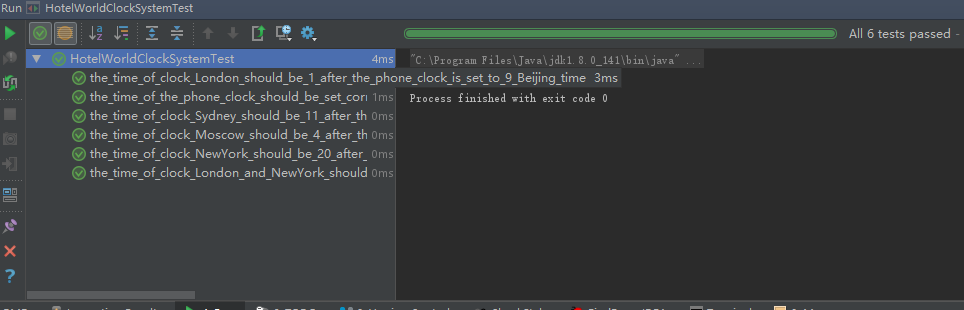 Run HotelWorldClockSystemTest
All 6 tests passed
HotelWorldClockSystemTest 4ms
"C:\Program Files\Java\jdk1.8.0_141\bin\java" ...
the_time_of_clock_London_should_be_1_after_the_phone_clock_is_set_to_9_Beijing_time 3ms
the_time_of_the_phone_clock_should_be_set_cor 1ms
Process finished with exit code 0
the_time_of_clock_Sydney_should_be_11_after_th 0ms
the_time_of_clock_Moscow_should_be_4_after_th 0ms
the_time_of_clock_NewYork_should_be_20_after_ 0ms
the_time_of_clock_London_and_NewYork_should 0ms